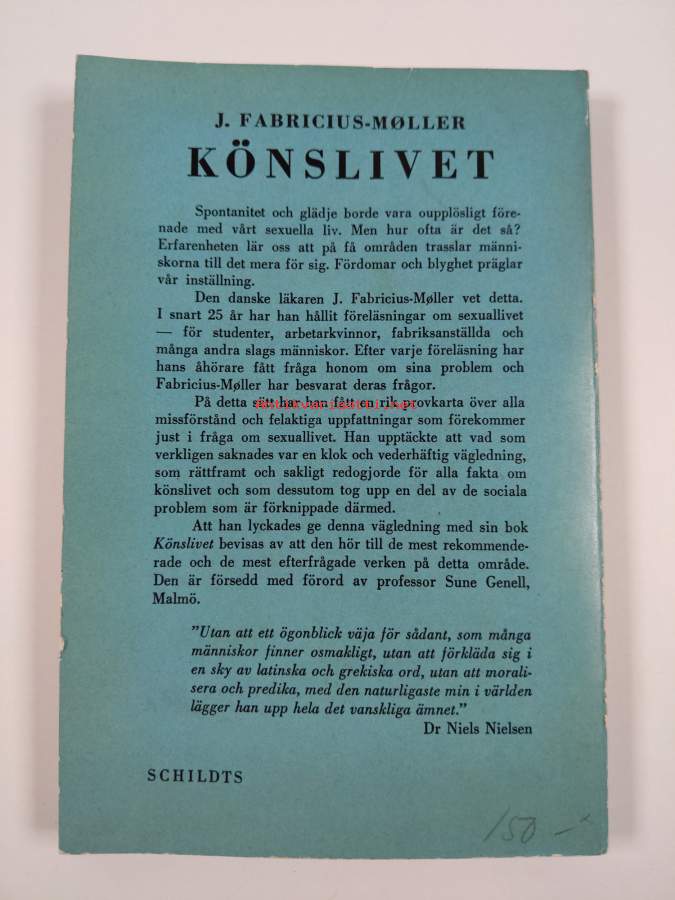 J. FABRICIUS-MØLLER
KÖNSLIVET
Spontanitet och glädje borde vara oupplösligt före-
nade med vårt sexuella liv. Men hur ofta är det så?
Erfarenheten lär oss att på få områden trasslar männi-
skorna till det mera för sig. Fördomar och blyghet präglar
vår inställning.
Den danske läkaren J. Fabricius-Møller vet detta.
I snart 25 år har han hållit föreläsningar om sexuallivet
— för studenter, arbetarkvinnor, fabriksanställda och
många andra slags människor. Efter varje föreläsning har
hans åhörare fått fråga honom om sina problem och
Fabricius-Møller har besvarat deras frågor.
På detta sätt har han fått en rik provkarta över alla
missförstånd och felaktiga uppfattningar som förekommer
just i fråga om sexuallivet. Han upptäckte att vad som
verkligen saknades var en klok och vederhäftig vägledning,
som rättframt och sakligt redogjorde för alla fakta om
könslivet och som dessutom tog upp en del av de sociala
problem som är förknippade därmed.
Att han lyckades ge denna vägledning med sin bok
Könslivet bevisas av att den hör till de mest rekommende-
rade och de mest efterfrågade verken på detta område.
Den är försedd med förord av professor Sune Genell,
Malmö.
"Utan att ett ögonblick väja för sådant, som många
människor finner osmakligt, utan att förkläda sig i
en sky av latinska och grekiska ord, utan att morali-
sera och predika, med den naturligaste min i världen
lägger han upp hela det vanskliga ämnet."
Dr Niels Nielsen
SCHILDTS
150 —